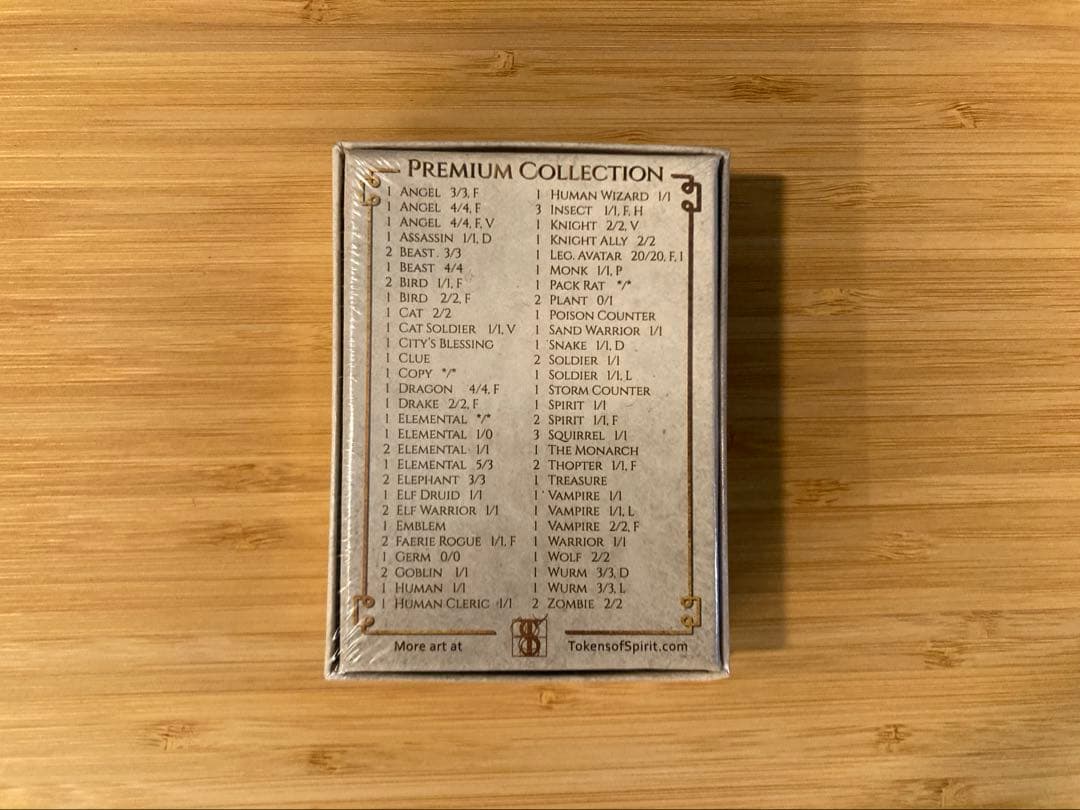 PREMIUM COLLECTION
1 ANGEL 3/3, F
1 ANGEL 4/4, F
1 ANGEL 4/4, F, V
1 ASSASSIN 1/1, D
2 BEAST 3/3
1 BEAST 4/4
2 BIRD 1/1, F
1 BIRD 2/2, F
1 CAT 2/2
1 CAT SOLDIER 1/1, V
1 CITY'S BLESSING
1 CLUE
1 COPY */*
1 DRAGON 4/4, F
1 DRAKE 2/2, F
1 ELEMENTAL */*
1 ELEMENTAL 1/0
2 ELEMENTAL 1/1
1 ELEMENTAL 5/3
2 ELEPHANT 3/3
1 ELF DRUID 1/1
2 ELF WARRIOR 1/1
1 EMBLEM
2 FAERIE ROGUE 1/1, F
1 GERM 0/0
2 GOBLIN 1/1
1 HUMAN 1/1
1 HUMAN CLERIC 1/1
1 HUMAN WIZARD 1/1
3 INSECT 1/1, F, H
1 KNIGHT 2/2, V
1 KNIGHT ALLY 2/2
1 LEG. AVATAR 20/20, F, I
1 MONK 1/1, P
1 PACK RAT */*
2 PLANT 0/1
1 POISON COUNTER
1 SAND WARRIOR 1/1
1 SNAKE 1/1, D
2 SOLDIER 1/1
1 SOLDIER 1/1, L
1 STORM COUNTER
1 SPIRIT 1/1
2 SPIRIT 1/1, F
3 SQUIRREL 1/1
1 THE MONARCH
2 THOPTER 1/1, F
1 TREASURE
1 VAMPIRE 1/1
1 VAMPIRE 1/1, L
1 VAMPIRE 2/2, F
1 WARRIOR 1/1
1 WOLF 2/2
1 WURM 3/3, D
1 WURM 3/3, L
2 ZOMBIE 2/2
More art at
TokensofSpirit.com